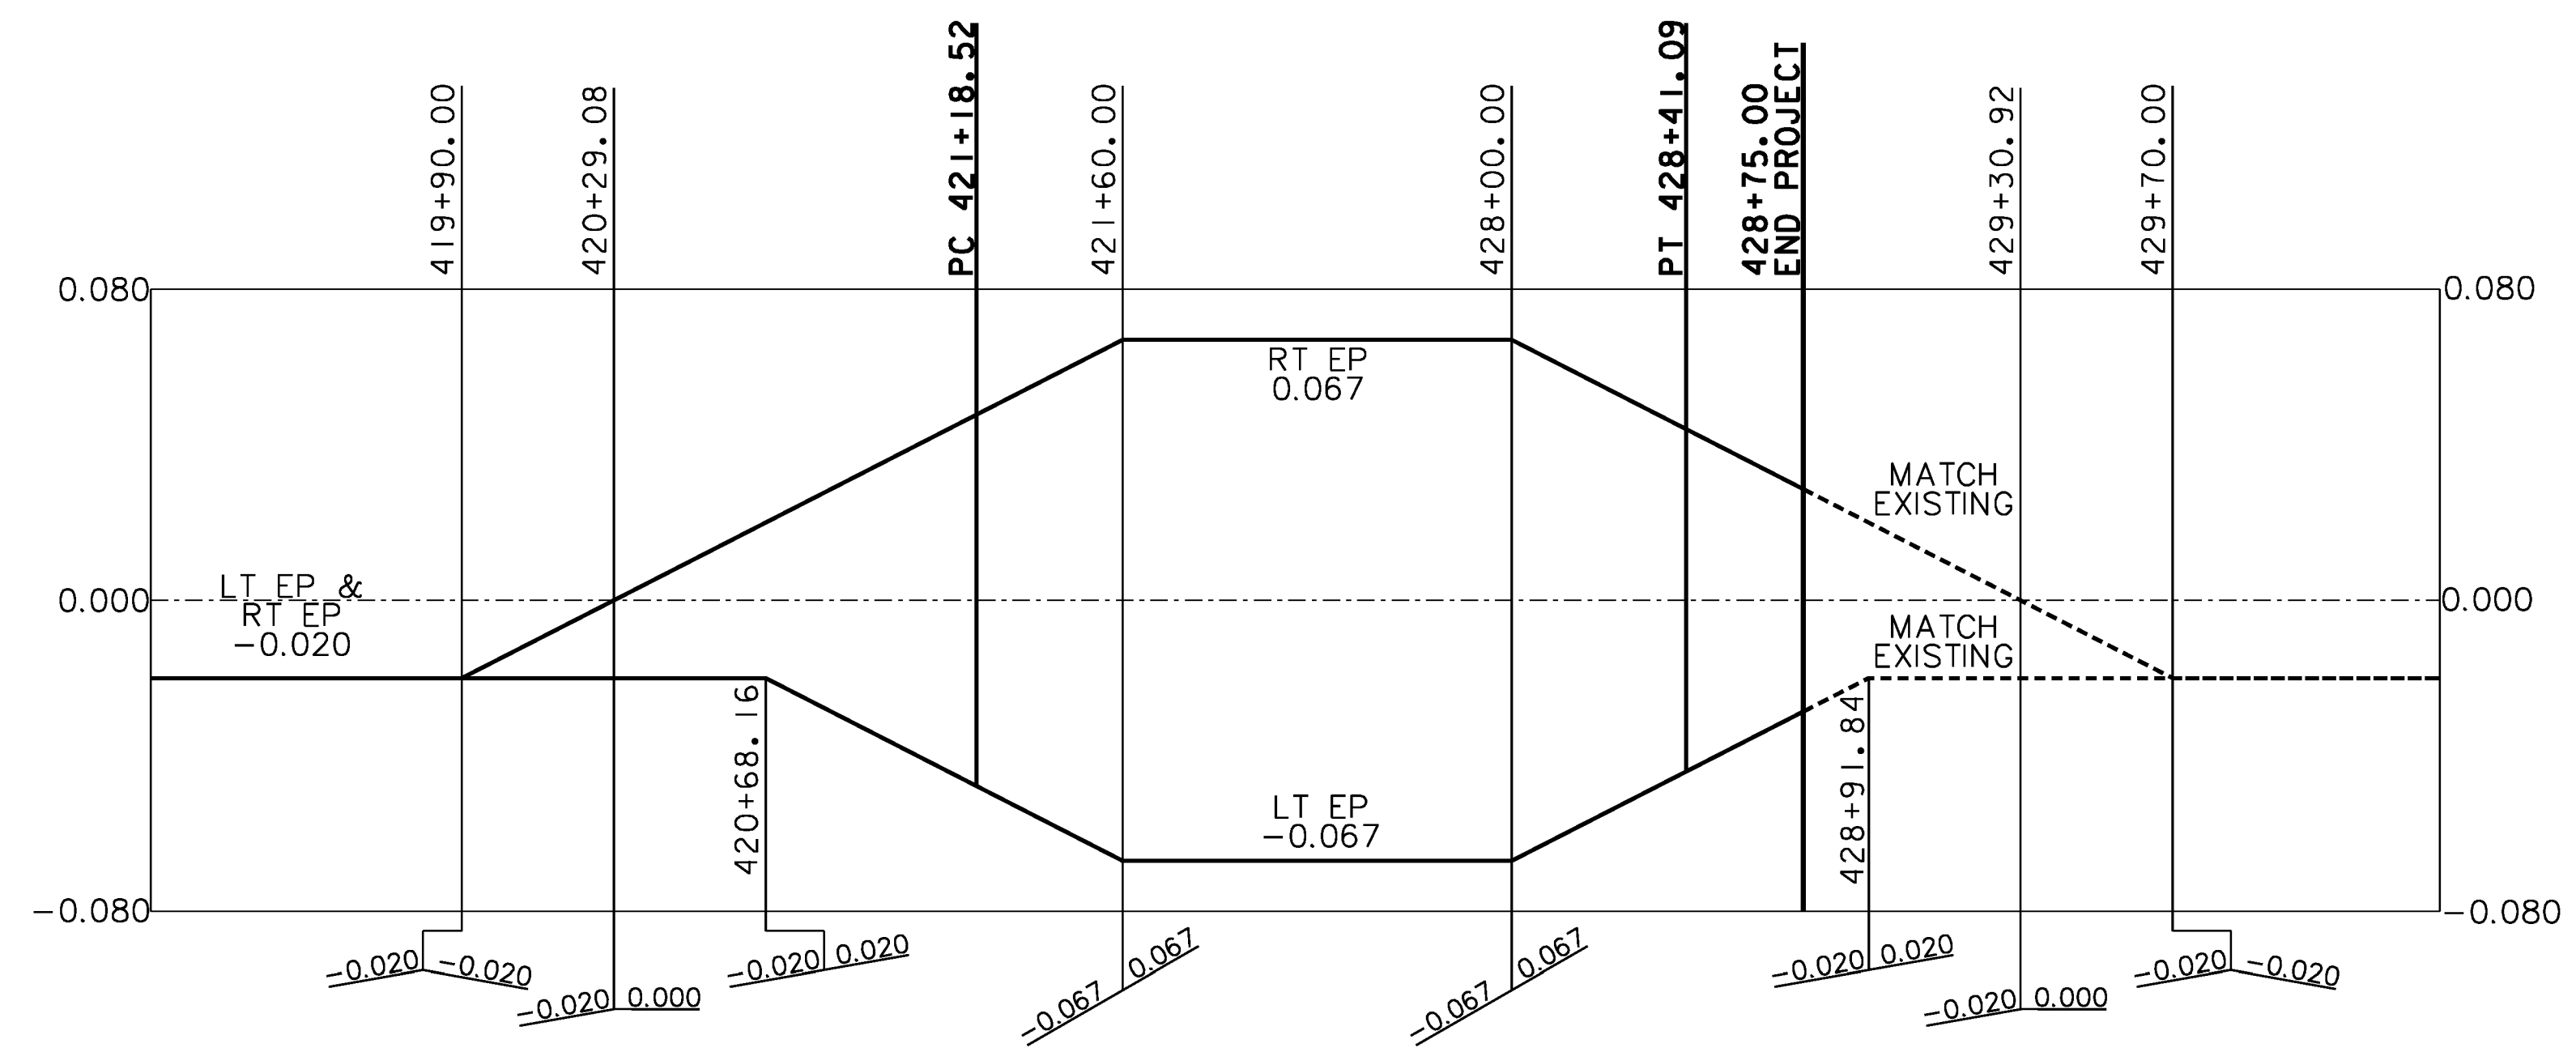 419+90.00
420+29.08
PC 421+18.52
421+60.00
428+00.00
PT 428+41.09
428+75.00
END PROJECT
429+30.92
429+70.00
0.080
0.080
RT EP
0.067
MATCH
EXISTING
LT EP &
RT EP
-0.020
0.000
0.000
MATCH
EXISTING
420+68.16
428+91.84
LT EP
-0.067
-0.080
-0.080
-0.020 -0.020
-0.020 0.000
-0.020 0.020
-0.067 0.067
-0.067 0.067
-0.020 0.020
-0.020 0.000
-0.020 -0.020